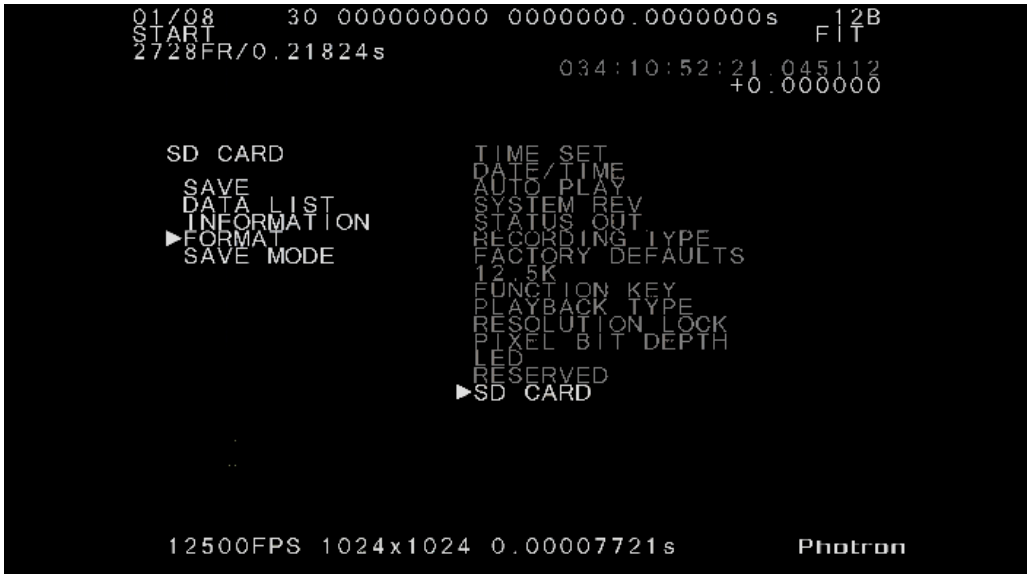 01/08 30 000000000 0000000.0000000s 12B
START FIT
2728FR/0.21824s
034:10:52:21.045112
+0.000000
SD CARD
SAVE
DATA LIST
INFORMATION
▶FORMAT
SAVE MODE
TIME SET
DATE/TIME
AUTO PLAY
SYSTEM REV
STATUS OUT
RECORDING TYPE
FACTORY DEFAULTS
12.5K
FUNCTION KEY
PLAYBACK TYPE
RESOLUTION LOCK
PIXEL BIT DEPTH
LED
RESERVED
▶SD CARD
12500FPS 1024x1024 0.00007721s Photron